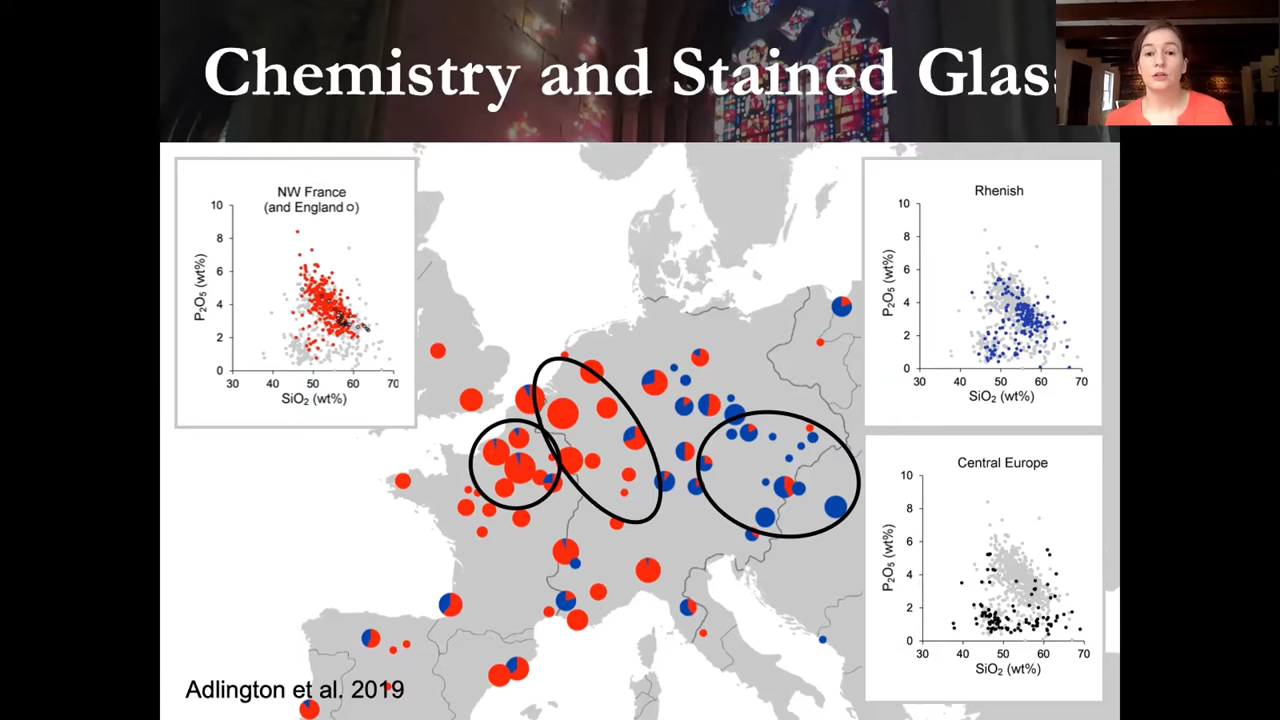 Chemistry and Stained Glass
NW France
(and England o)
10
8
6
4
2
0
P₂O₅ (wt%)
30 40 50 60 70
SiO₂ (wt%)
Rhenish
10
8
6
4
2
0
P₂O₅ (wt%)
30 40 50 60 70
SiO₂ (wt%)
Central Europe
10
8
6
4
2
0
P₂O₅ (wt%)
30 40 50 60 70
SiO₂ (wt%)
Adlington et al. 2019